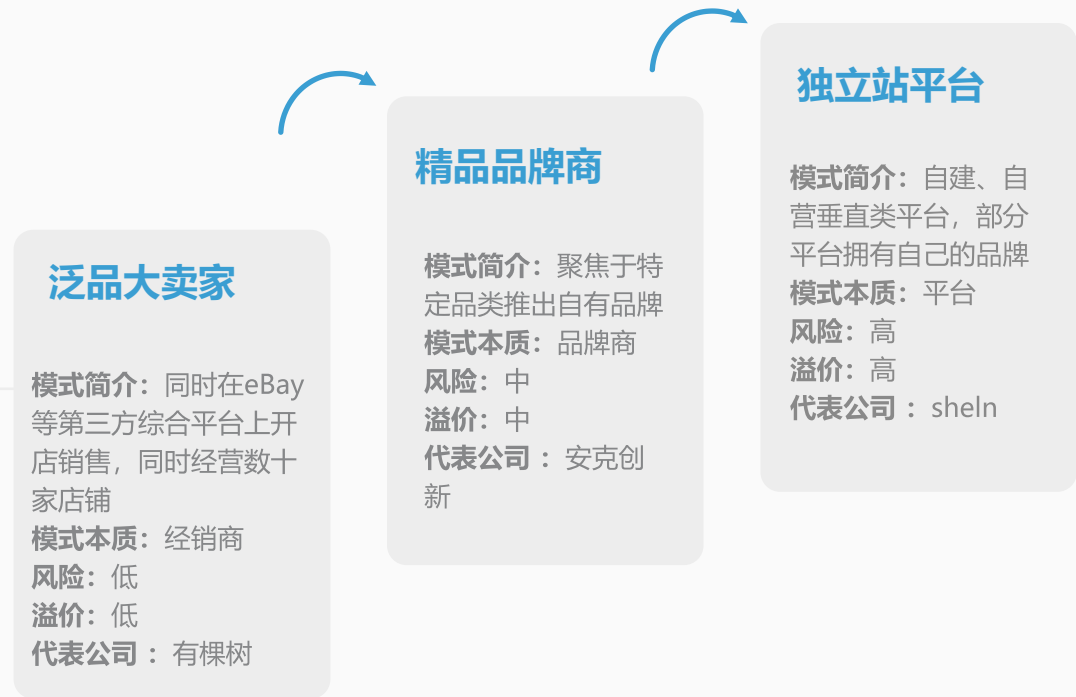 泛品大卖家
模式简介：同时在eBay
等第三方综合平台上开
店销售，同时经营数十
家店铺
模式本质：经销商
风险：低
溢价：低
代表公司 ：有棵树
精品品牌商
模式简介：聚焦于特
定品类推出自有品牌
模式本质：品牌商
风险：中
溢价：中
代表公司 ：安克创
新
独立站平台
模式简介：自建、自
营垂直类平台，部分
平台拥有自己的品牌
模式本质：平台
风险：高
溢价：高
代表公司 ：sheIn